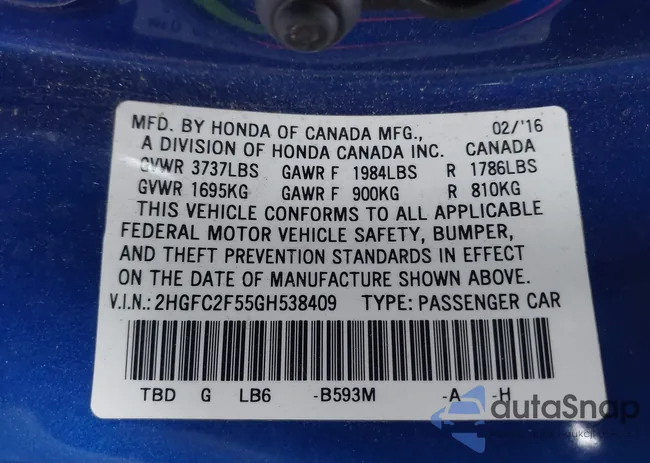 MFD. BY HONDA OF CANADA MFG., 02/'16
A DIVISION OF HONDA CANADA INC. CANADA
GVWR 3737LBS GAWR F 1984LBS R 1786LBS
GVWR 1695KG GAWR F 900KG R 810KG
THIS VEHICLE CONFORMS TO ALL APPLICABLE
FEDERAL MOTOR VEHICLE SAFETY, BUMPER,
AND THEFT PREVENTION STANDARDS IN EFFECT
ON THE DATE OF MANUFACTURE SHOWN ABOVE.
V.I.N.: 2HGFC2F55GH538409 TYPE: PASSENGER CAR
TBD G LB6 -B593M -A -H
autaSnap